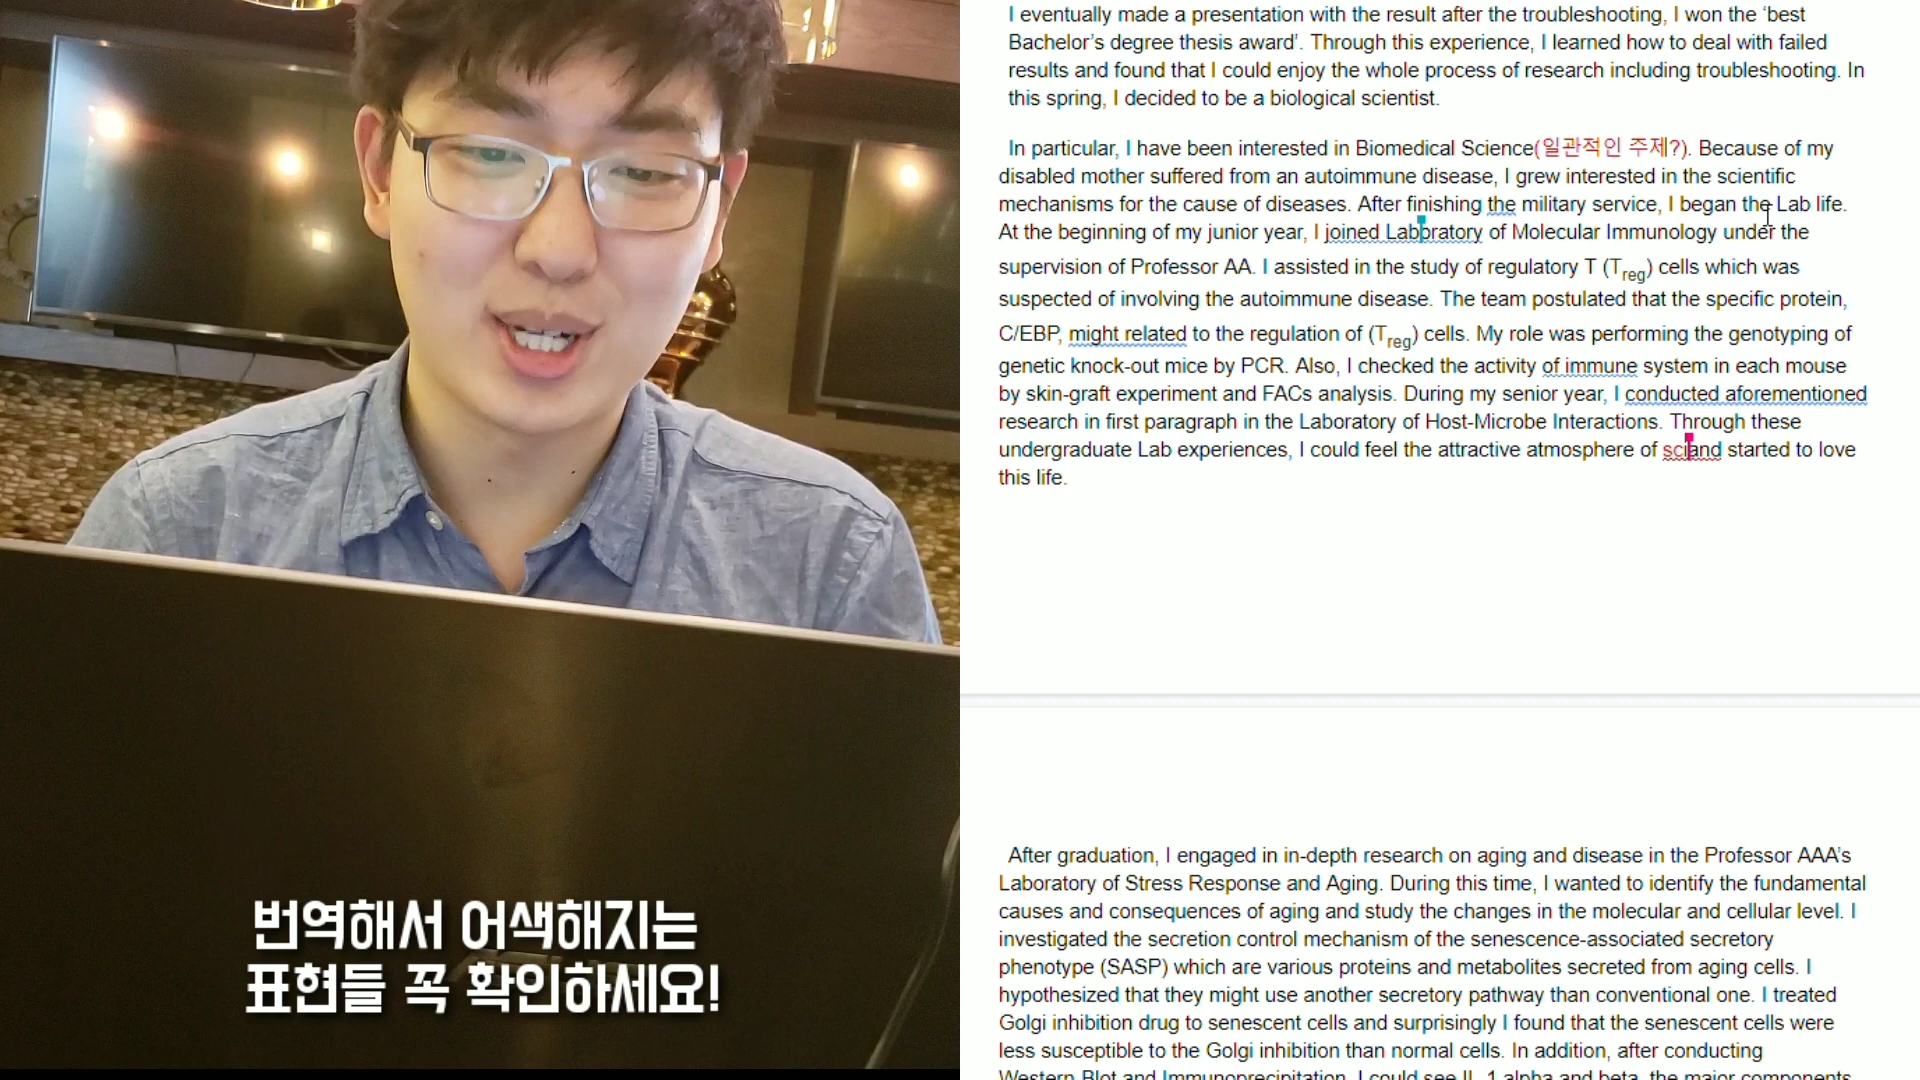 I eventually made a presentation with the result after the troubleshooting, I won the ‘best
Bachelor’s degree thesis award’. Through this experience, I learned how to deal with failed
results and found that I could enjoy the whole process of research including troubleshooting. In
this spring, I decided to be a biological scientist.
In particular, I have been interested in Biomedical Science(일관적인 주제?). Because of my
disabled mother suffered from an autoimmune disease, I grew interested in the scientific
mechanisms for the cause of diseases. After finishing the military service, I began the Lab life.
At the beginning of my junior year, I joined Laboratory of Molecular Immunology under the
supervision of Professor AA. I assisted in the study of regulatory T (Treg) cells which was
suspected of involving the autoimmune disease. The team postulated that the specific protein,
C/EBP, might related to the regulation of (Treg) cells. My role was performing the genotyping of
genetic knock-out mice by PCR. Also, I checked the activity of immune system in each mouse
by skin-graft experiment and FACs analysis. During my senior year, I conducted aforementioned
research in first paragraph in the Laboratory of Host-Microbe Interactions. Through these
undergraduate Lab experiences, I could feel the attractive atmosphere of sciand started to love
this life.
After graduation, I engaged in in-depth research on aging and disease in the Professor AAA’s
Laboratory of Stress Response and Aging. During this time, I wanted to identify the fundamental
causes and consequences of aging and study the changes in the molecular and cellular level. I
investigated the secretion control mechanism of the senescence-associated secretory
phenotype (SASP) which are various proteins and metabolites secreted from aging cells. I
hypothesized that they might use another secretory pathway than conventional one. I treated
Golgi inhibition drug to senescent cells and surprisingly I found that the senescent cells were
less susceptible to the Golgi inhibition than normal cells. In addition, after conducting
Western Blot and Immunoprecipitation, I could see IL-1 alpha and beta, the major components
번역해서 어색해지는
표현들 꼭 확인하세요!